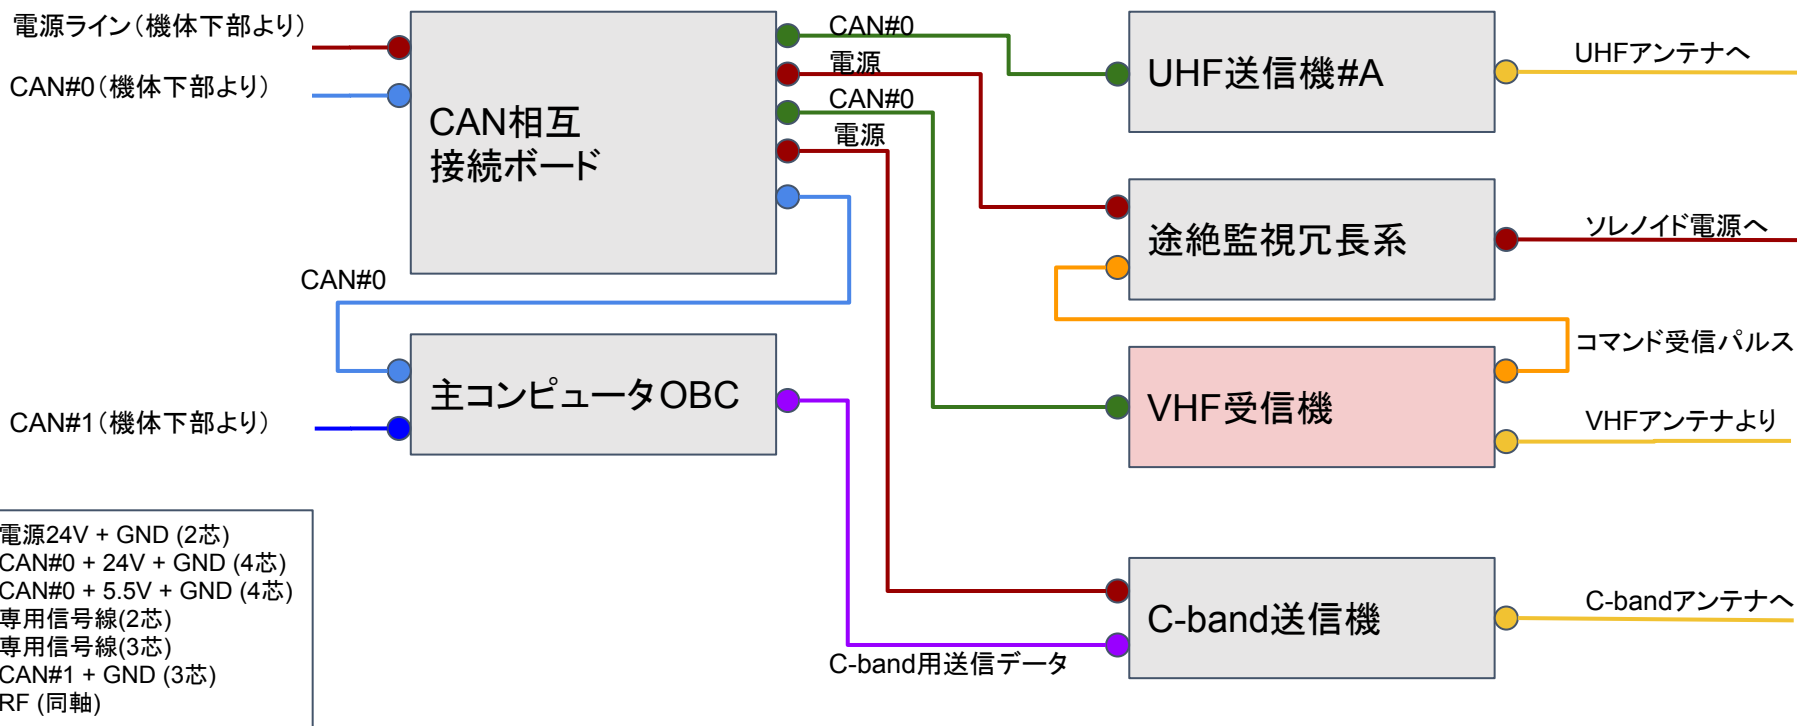 電源ライン（機体下部より）
CAN#0（機体下部より）
CAN相互
接続ボード
CAN#0
電源
CAN#0
電源
UHF送信機#A
UHFアンテナへ
途絶監視冗長系
ソレノイド電源へ
CAN#0
コマンド受信パルス
主コンピュータOBC
VHF受信機
CAN#1（機体下部より）
VHFアンテナより
電源24V + GND (2芯)
CAN#0 + 24V + GND (4芯)
CAN#0 + 5.5V + GND (4芯)
専用信号線(2芯)
専用信号線(3芯)
CAN#1 + GND (3芯)
RF (同軸)
C-band送信機
C-bandアンテナへ
C-band用送信データ